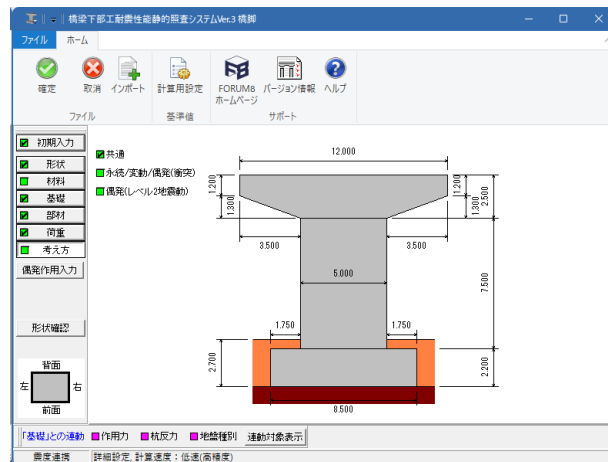 橋梁下部工耐震性能静的照査システムVer.3 橋脚
ファイル ホーム
確定 取消 インポート 計算用設定 FORUM8 ホームページ バージョン情報 ヘルプ
ファイル 基準値 サポート
初期入力
形状
材料
基礎
部材
荷重
考え方
偶発作用入力
形状確認
背面
左 右
前面
共通
永続/変動/偶発(衝突)
偶発(レベル2地震動)
12.000
1.200
1.300
1.200
1.300
2.500
3.500
3.500
5.000
7.500
1.750
1.750
2.700
2.200
8.500
「基礎」との連動 作用力 杭反力 地盤種別 連動対象表示
震度連携 詳細設定, 計算速度:低速(高精度)